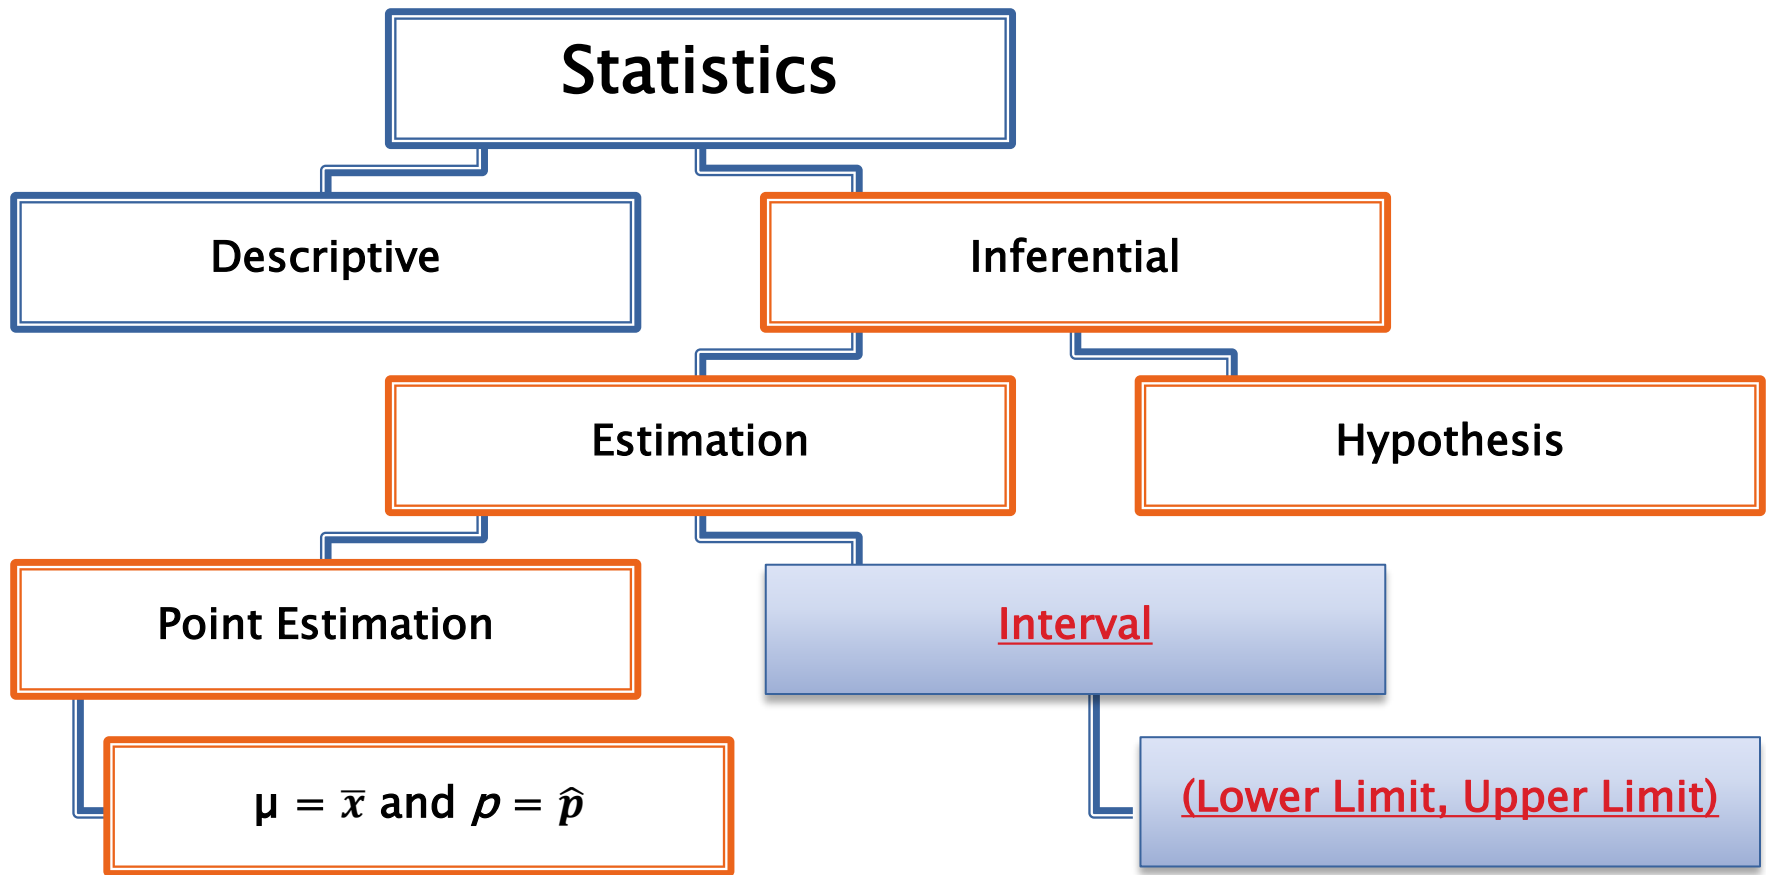 Statistics
Descriptive
Inferential
Estimation
Hypothesis
Point Estimation
Interval
μ = x̅ and p = p̂
(Lower Limit, Upper Limit)